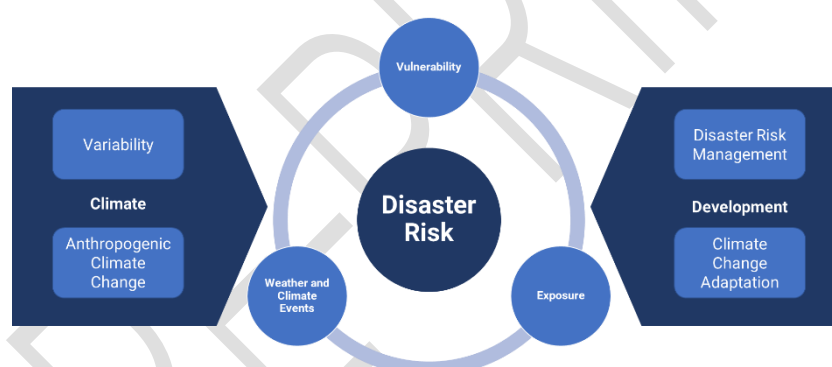 Vulnerability
Variability
Climate
Anthropogenic
Climate
Change
Disaster
Risk
Weather and
Climate
Events
Exposure
Disaster Risk
Management
Development
Climate
Change
Adaptation